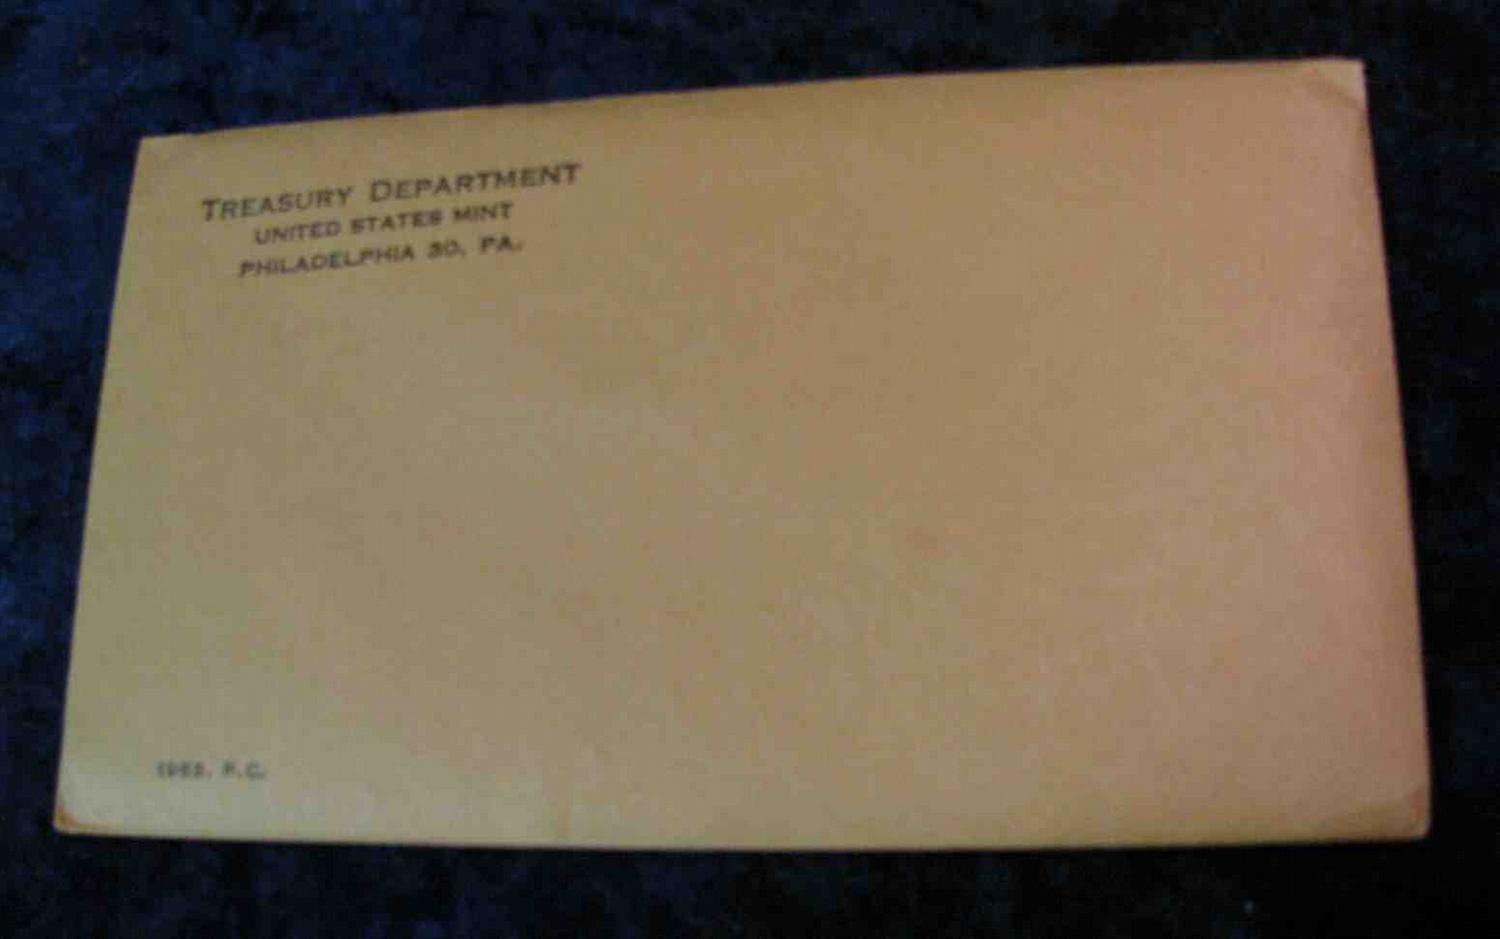 TREASURY DEPARTMENT
UNITED STATES MINT
PHILADELPHIA 30, PA.
P.C.